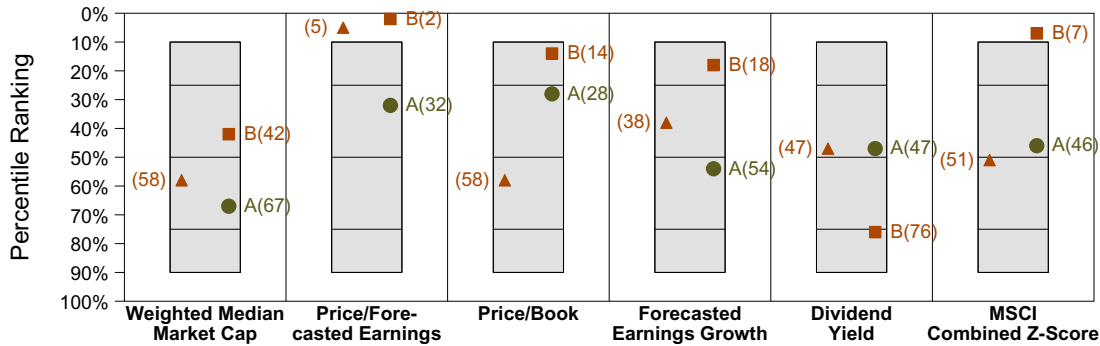 Percentile Ranking
0%
10%
20%
30%
40%
50%
60%
70%
80%
90%
100%
(58)
B(42)
A(67)
(5)
B(2)
A(32)
(58)
B(14)
A(28)
(38)
B(18)
A(54)
(47)
A(47)
B(76)
(51)
B(7)
A(46)
Weighted Median
Market Cap
Price/Fore-
casted Earnings
Price/Book
Forecasted
Earnings Growth
Dividend
Yield
MSCI
Combined Z-Score